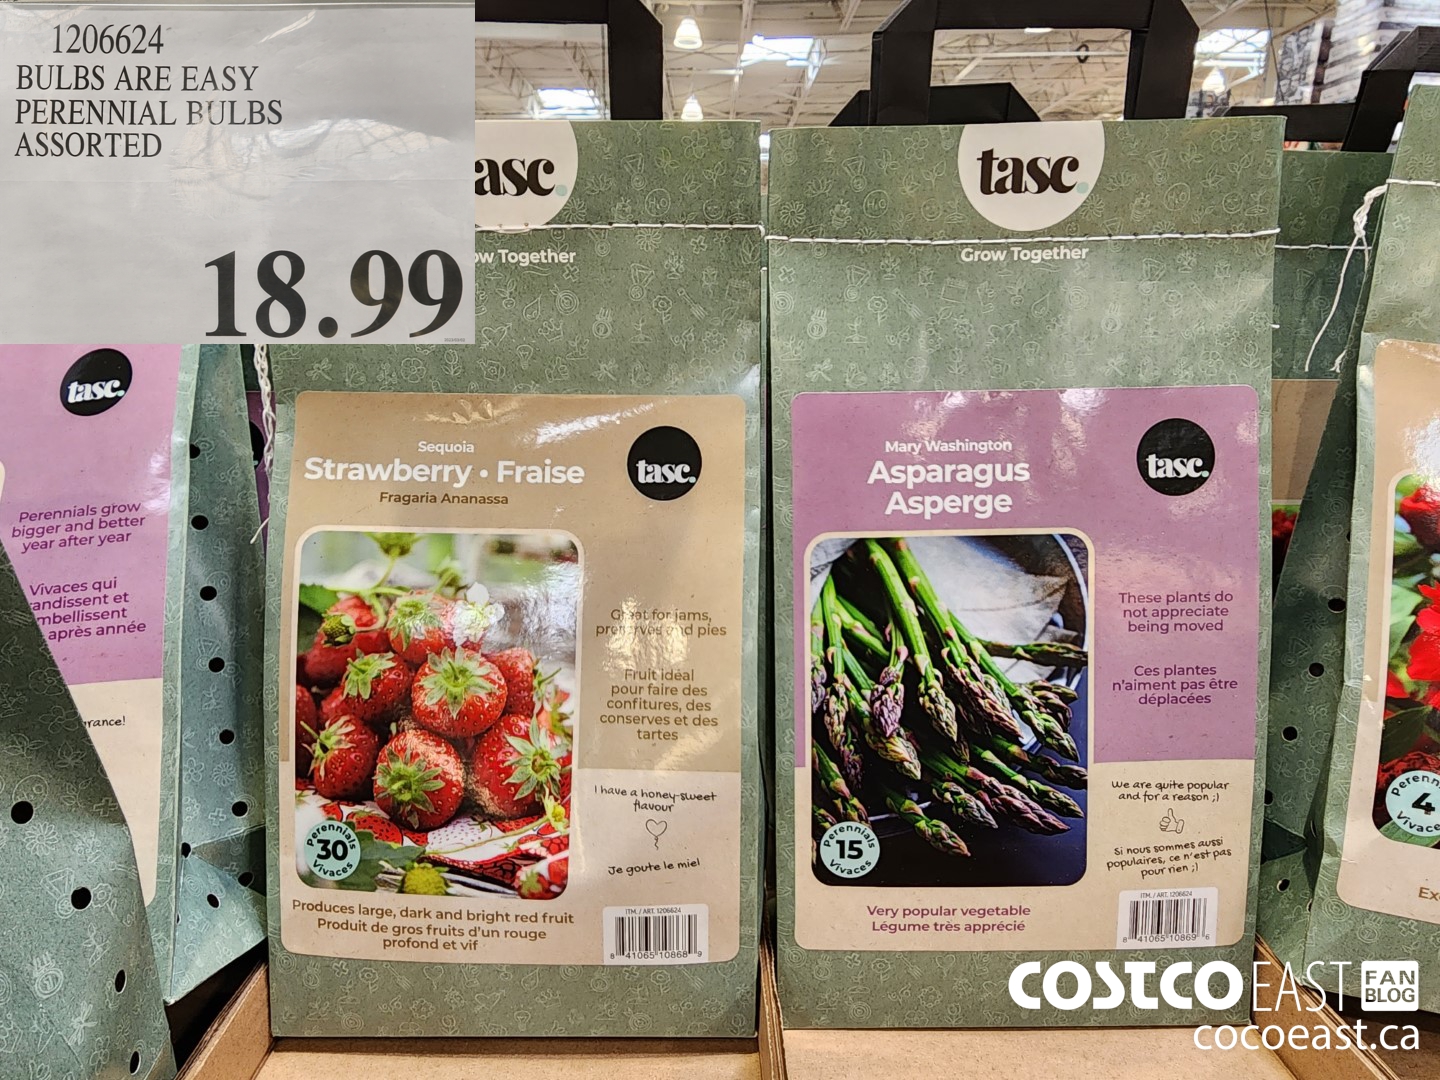 1206624
BULBS ARE EASY
PERENNIAL BULBS
ASSORTED
18.99
tasc.
Perennials grow
bigger and better
year after year
Vivaces qui
après année
asc.
ow Together
Sequoia
Strawberry • Fraise
Fragaria Ananassa
tasc.
Great for jams,
preserves and pies
Fruit idéal
pour faire des
confitures, des
conserves et des
tartes
I have a honey-sweet
flavour
Je goute le miel
Perennials
30
Vivaces
Produces large, dark and bright red fruit
Produit de gros fruits d'un rouge
profond et vif
ITM. / ART. 1206624
8 41065 10868 9
tasc.
Grow Together
Mary Washington
Asparagus
Asperge
tasc.
These plants do
not appreciate
being moved
Ces plantes
n'aiment pas être
déplacées
We are quite popular
and for a reason ;)
Si nous sommes aussi
populaires, ce n'est pas
pour rien ;)
Perennials
15
Vivaces
Very popular vegetable
Légume très apprécié
ITM. / ART. 1206624
8 41065 10869 6
4
COSTCO EAST FAN BLOG
cocoeast.ca